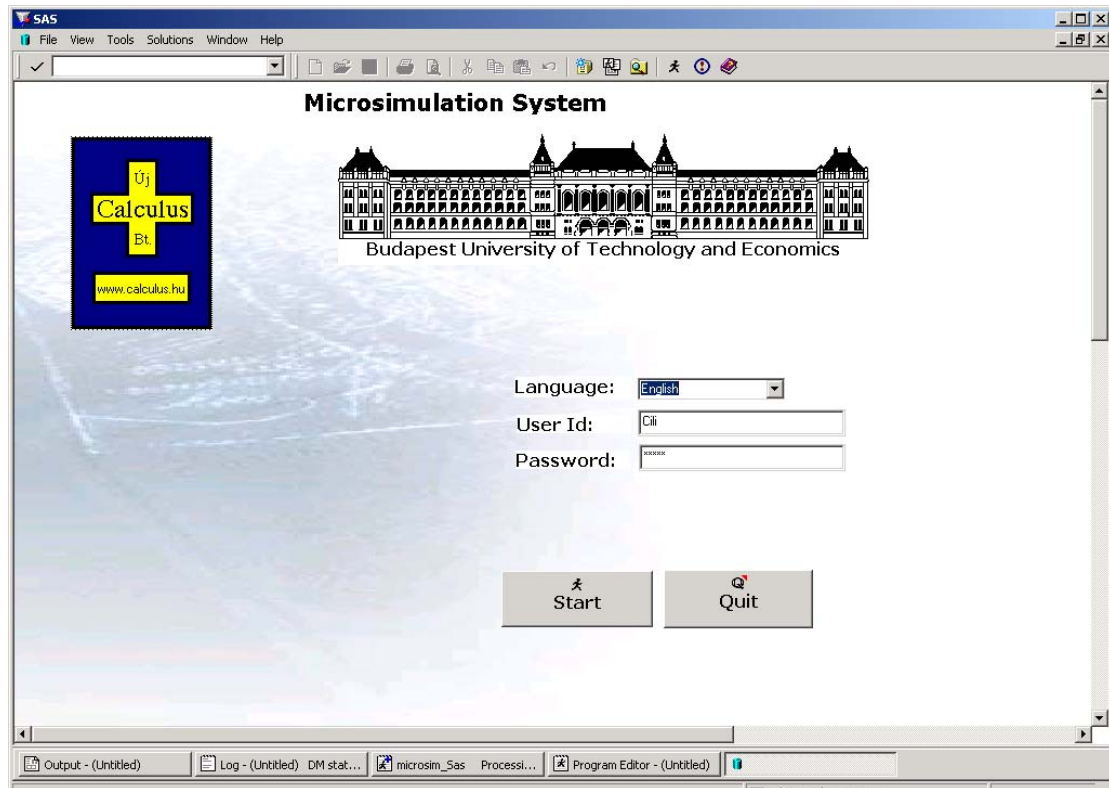 SAS
File View Tools Solutions Window Help
Microsimulation System
Új
Calculus
Bt.
www.calculus.hu
Budapest University of Technology and Economics
Language: English
User Id: Cili
Password: xxxxx
Start
Quit
Output - (Untitled)
Log - (Untitled) DM stat...
microsim_Sas Processi...
Program Editor - (Untitled)